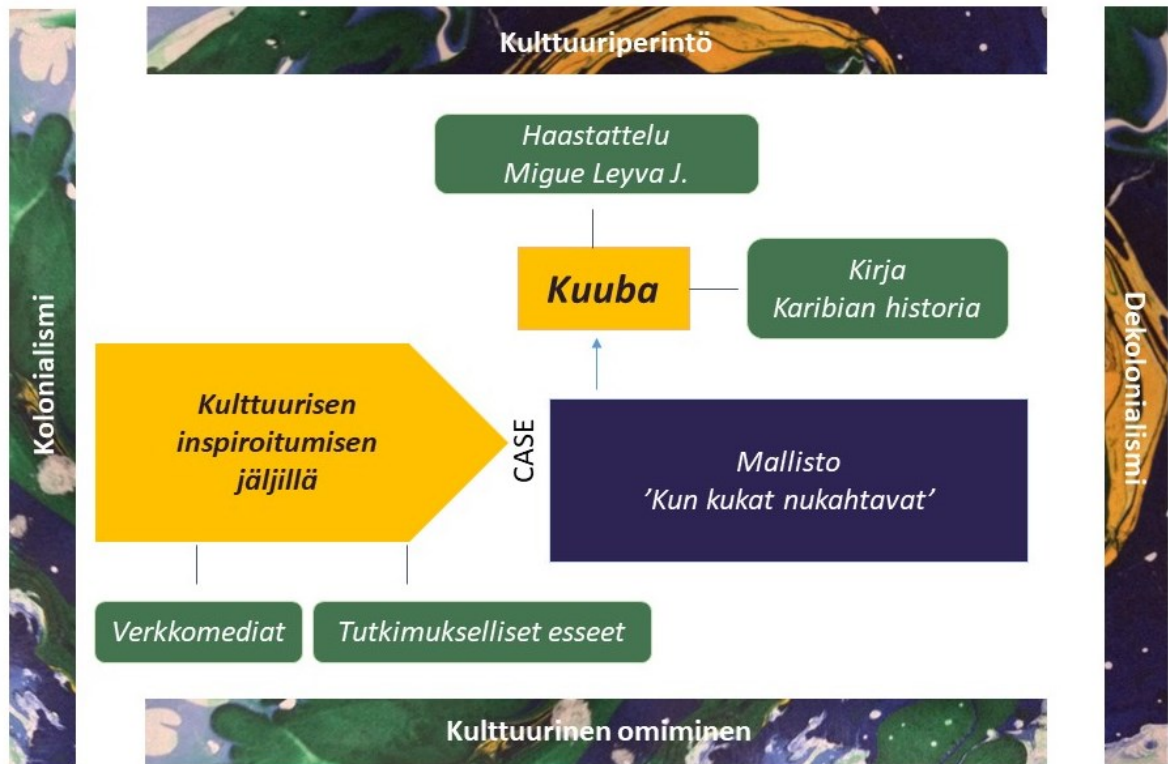 Kulttuuriperintö
Haastattelu
Migue Leyva J.
Kuuba
Kirja
Karibian historia
Kolonialismi
Dekolonialismi
Kulttuurisen
inspiroitumisen
jäljillä
CASE
Mallisto
’Kun kukat nukahtavat’
Verkkomediat
Tutkimukselliset esseet
Kulttuurinen omiminen